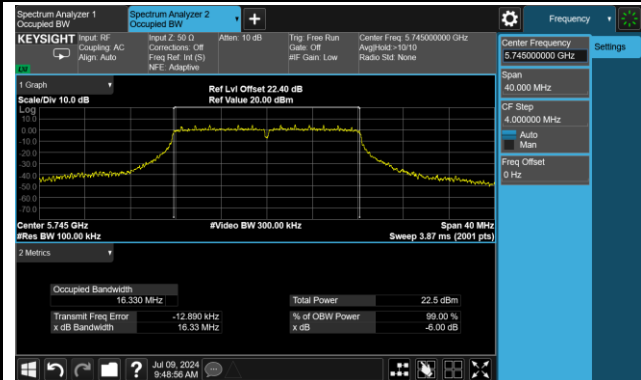 Spectrum Analyzer 1
Occupied BW
Spectrum Analyzer 2
Occupied BW
Frequency
KEYSIGHT
Input: RF
Coupling: AC
Align: Auto
Input Z: 50 Ω
Corrections: Off
Freq Ref: Int (S)
NFE: Adaptive
Atten: 10 dB
Trig: Free Run
Gate: Off
#IF Gain: Low
Center Freq: 5.745000000 GHz
Avg|Hold:>10/10
Radio Std: None
Center Frequency
5.745000000 GHz
Settings
Span
40.000 MHz
CF Step
4.000000 MHz
Auto
Man
Freq Offset
0 Hz
1 Graph
Scale/Div 10.0 dB
Ref Lvl Offset 22.40 dB
Ref Value 20.00 dBm
Log
10.0
0.00
-10.0
-20.0
-30.0
-40.0
-50.0
-60.0
-70.0
Center 5.745 GHz
#Video BW 300.00 kHz
Span 40 MHz
#Res BW 100.00 kHz
Sweep 3.87 ms (2001 pts)
2 Metrics
Occupied Bandwidth
16.330 MHz
Total Power 22.5 dBm
Transmit Freq Error -12.890 kHz
% of OBW Power 99.00 %
x dB Bandwidth 16.33 MHz
x dB -6.00 dB
Jul 09, 2024
9:48:56 AM